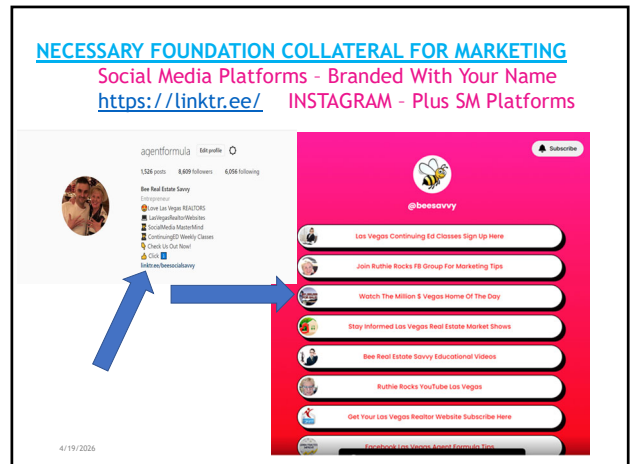 NECESSARY FOUNDATION COLLATERAL FOR MARKETING
Social Media Platforms – Branded With Your Name
https://linktr.ee/ INSTAGRAM – Plus SM Platforms
agentformula Edit profile
1,526 posts 8,609 followers 6,056 following
Bee Real Estate Savvy
Entrepreneur
😍Love Las Vegas REALTORS
LasVegasRealtorWebsites
SocialMedia MasterMind
ContinuingED Weekly Classes
Check Us Out Now!
Click
linktr.ee/beesocialsavvy
Subscribe
@beesavvy
Las Vegas Continuing Ed Classes Sign Up Here
Join Ruthie Rocks FB Group For Marketing Tips
Watch The Million $ Vegas Home Of The Day
Stay Informed Las Vegas Real Estate Market Shows
Bee Real Estate Savvy Educational Videos
Ruthie Rocks YouTube Las Vegas
Get Your Las Vegas Realtor Website Subscribe Here
Facebook Las Vegas Agent Formula Tips
4/19/2026